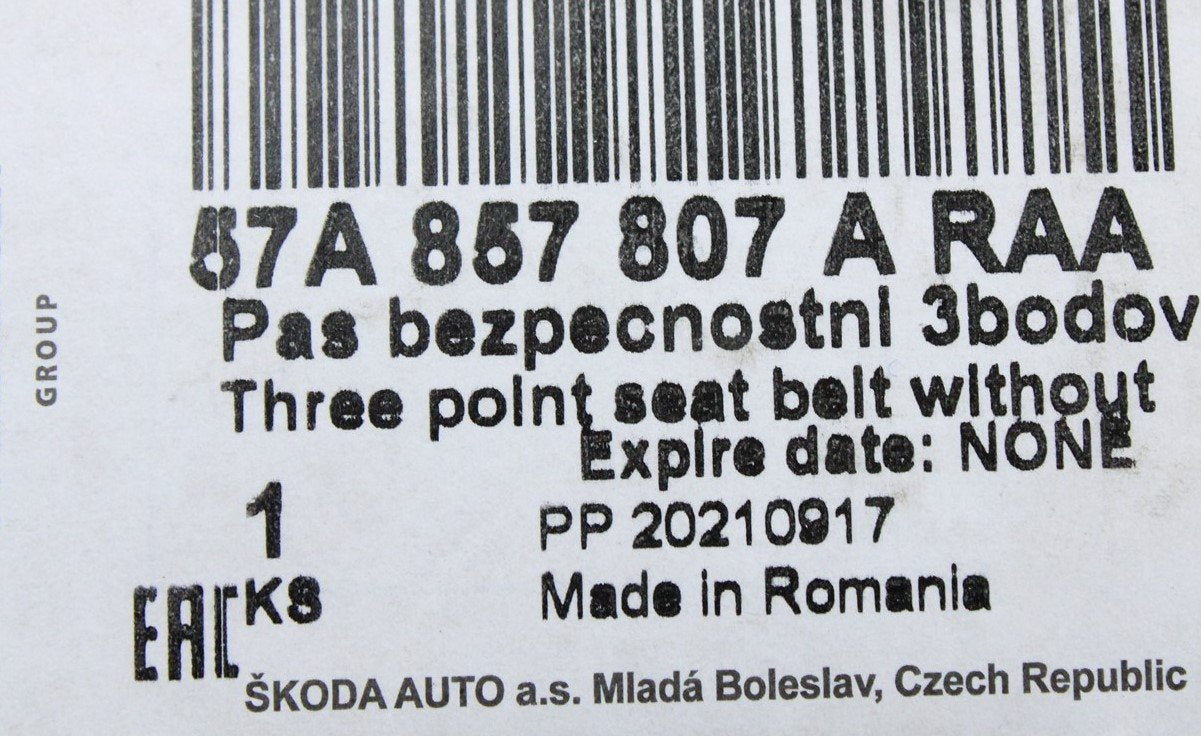 57A 857 807 A RAA
Pas bezpecnostni 3bodov
Three point seat belt without
Expire date: NONE
1
PP 20210917
KS
Made in Romania
EAC
ŠKODA AUTO a.s. Mladá Boleslav, Czech Republic
GROUP